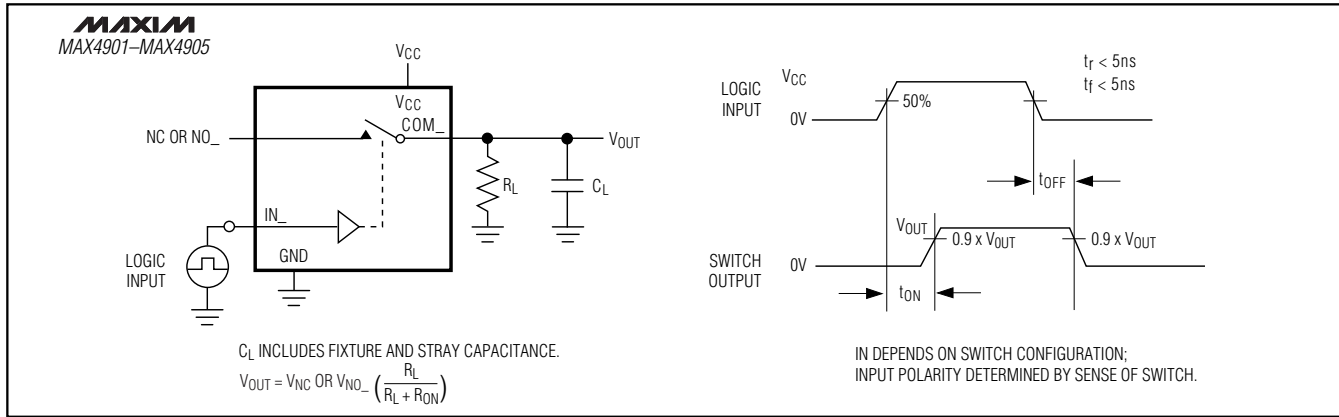 MAXIM
MAX4901–MAX4905
VCC
VCC
COM_
NC OR NO_
VOUT
RL
CL
IN_
GND
LOGIC
INPUT
CL INCLUDES FIXTURE AND STRAY CAPACITANCE.
VOUT = VNC OR VNO_ ( RL
RL + RON )
LOGIC
INPUT
VCC
0V
50%
tr < 5ns
tf < 5ns
tOFF
SWITCH
OUTPUT
VOUT
0V
0.9 x VOUT
0.9 x VOUT
tON
IN DEPENDS ON SWITCH CONFIGURATION;
INPUT POLARITY DETERMINED BY SENSE OF SWITCH.